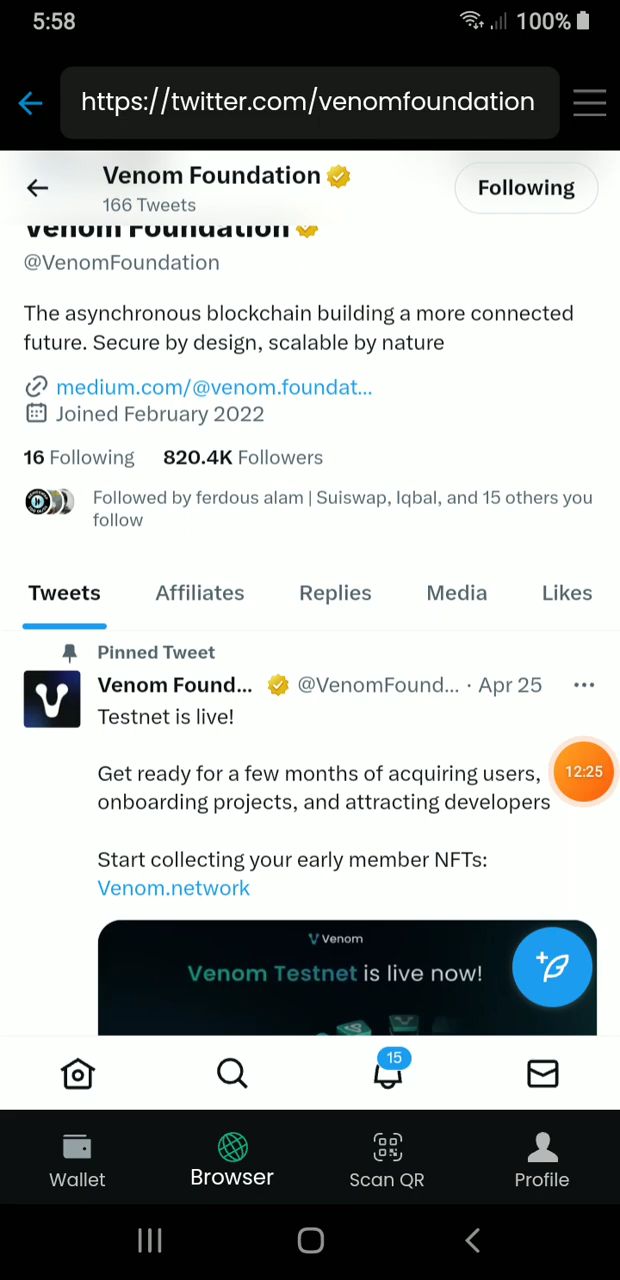 5:58
100%
https://twitter.com/venomfoundation
Venom Foundation
166 Tweets
Following
Venom Foundation
@VenomFoundation
The asynchronous blockchain building a more connected
future. Secure by design, scalable by nature
medium.com/@venom.foundat...
Joined February 2022
16 Following 820.4K Followers
Followed by ferdous alam | Suiswap, Iqbal, and 15 others you
follow
Tweets Affiliates Replies Media Likes
Pinned Tweet
Venom Found... @VenomFound... · Apr 25
Testnet is live!
Get ready for a few months of acquiring users,
onboarding projects, and attracting developers
12:25
Start collecting your early member NFTs:
Venom.network
Venom
Venom Testnet is live now!
15
Wallet Browser Scan QR Profile